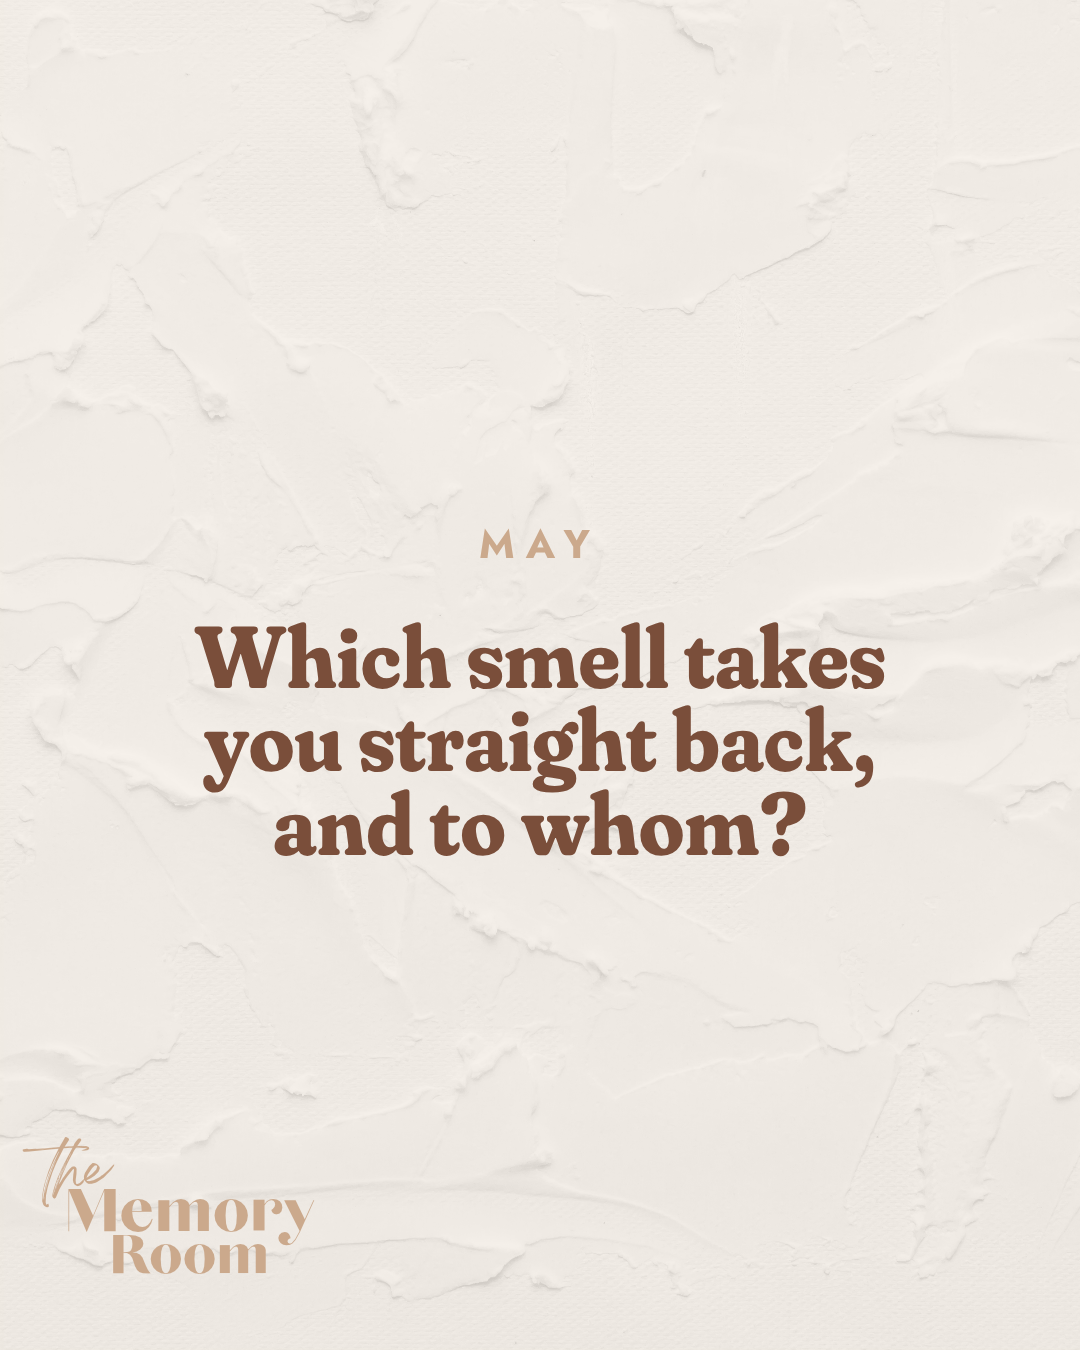 MAY
Which smell takes
you straight back,
and to whom?
the
Memory
Room